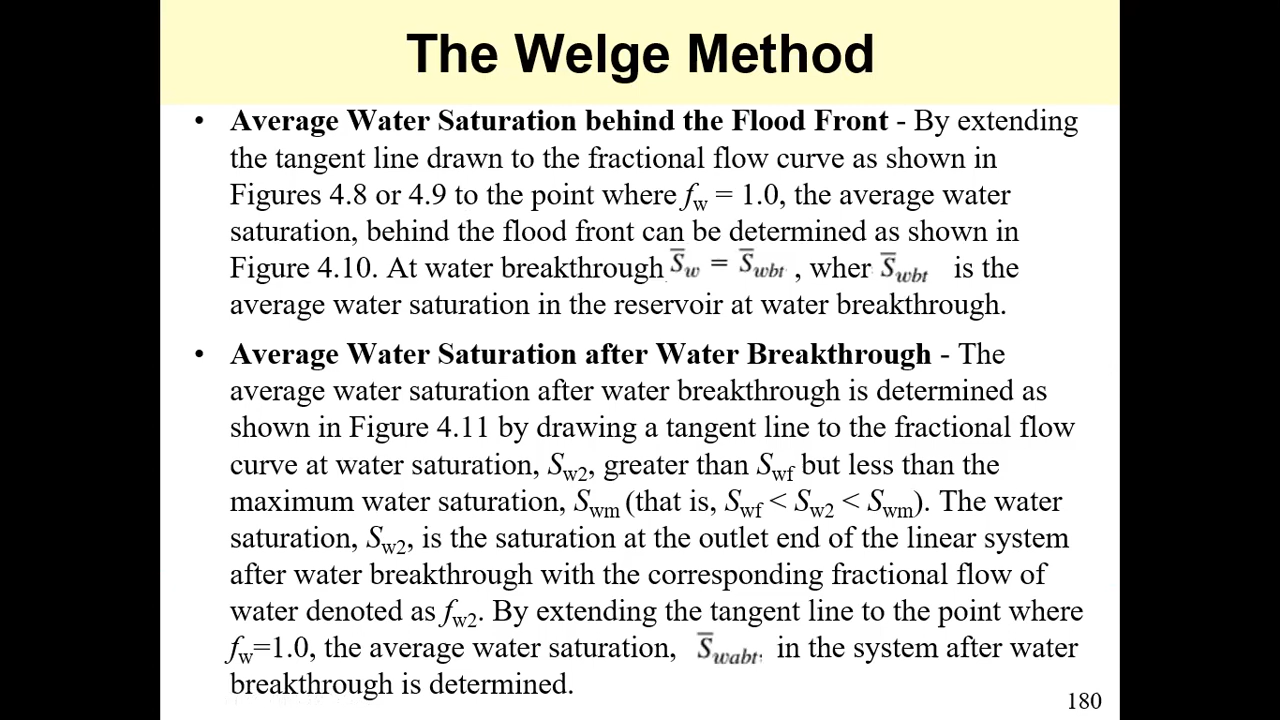 The Welge Method
• Average Water Saturation behind the Flood Front - By extending
the tangent line drawn to the fractional flow curve as shown in
Figures 4.8 or 4.9 to the point where fw = 1.0, the average water
saturation, behind the flood front can be determined as shown in
Figure 4.10. At water breakthrough S̅w = S̅wbt , wher S̅wbt is the
average water saturation in the reservoir at water breakthrough.
• Average Water Saturation after Water Breakthrough - The
average water saturation after water breakthrough is determined as
shown in Figure 4.11 by drawing a tangent line to the fractional flow
curve at water saturation, Sw2, greater than Swf but less than the
maximum water saturation, Swm (that is, Swf < Sw2 < Swm). The water
saturation, Sw2, is the saturation at the outlet end of the linear system
after water breakthrough with the corresponding fractional flow of
water denoted as fw2. By extending the tangent line to the point where
fw=1.0, the average water saturation, S̅wabt, in the system after water
breakthrough is determined.
180